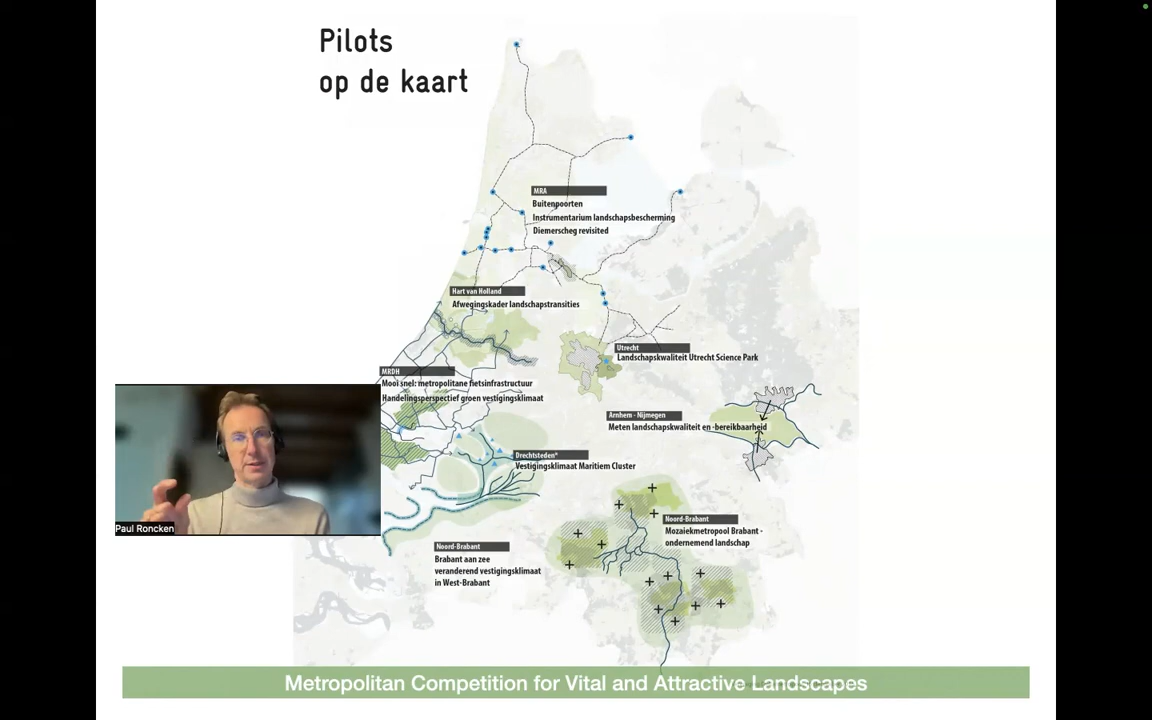 Pilots
op de kaart
MRA
Buitenpoorten
Instrumentarium landschapsbescherming
Diemerscheg revisited
Hart van Holland
Afwegingskader landschapstransities
Utrecht
Landschapskwaliteit Utrecht Science Park
MRDH
Mooi snel: metropolitane fietsinfrastructuur
Handelingsperspectief groen vestigingsklimaat
Arnhem - Nijmegen
Meten landschapskwaliteit en -bereikbaarheid
Drechtsteden*
Vestigingsklimaat Maritiem Cluster
Noord-Brabant
Mozaiekmetropool Brabant -
ondernemend landschap
Paul Roncken
Noord-Brabant
Brabant aan zee
veranderend vestigingsklimaat
in West-Brabant
Metropolitan Competition for Vital and Attractive Landscapes